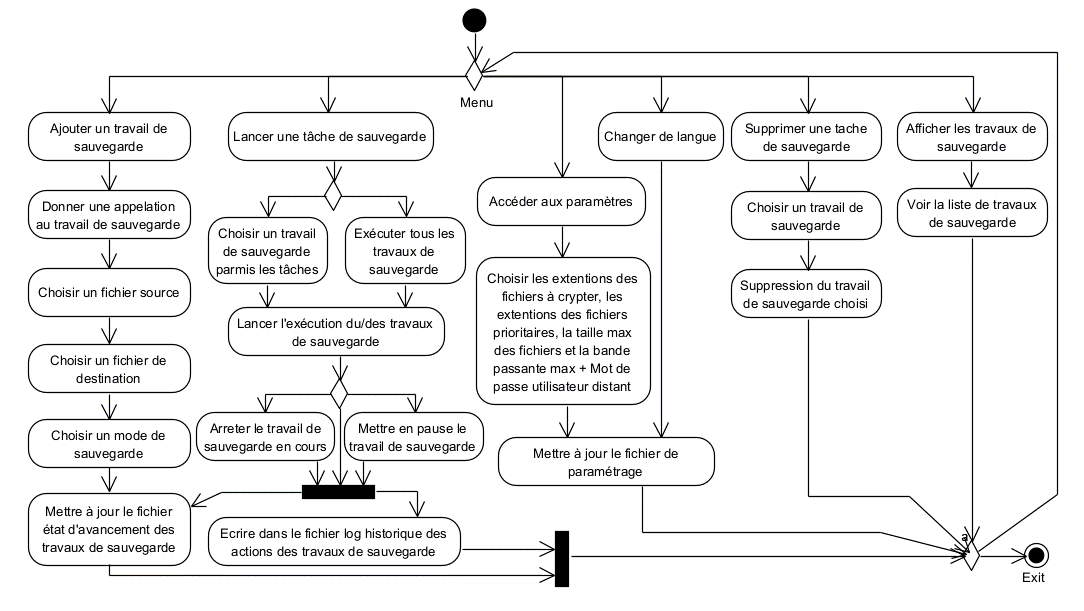 Menu
Ajouter un travail de
sauvegarde
Donner une appelation
au travail de sauvegarde
Choisir un fichier source
Choisir un fichier de
destination
Choisir un mode de
sauvegarde
Mettre à jour le fichier
état d'avancement des
travaux de sauvegarde
Lancer une tâche de sauvegarde
Choisir un travail
de sauvegarde
parmis les tâches
Exécuter tous les
travaux de
sauvegarde
Lancer l'exécution du/des travaux
de sauvegarde
Arreter le travail de
sauvegarde en cours
Mettre en pause le
travail de sauvegarde
Ecrire dans le fichier log historique des
actions des travaux de sauvegarde
Accéder aux paramètres
Choisir les extentions des
fichiers à crypter, les
extentions des fichiers
prioritaires, la taille max
des fichiers et la bande
passante max + Mot de
passe utilisateur distant
Changer de langue
Mettre à jour le fichier de
paramétrage
Supprimer une tache
de sauvegarde
Choisir un travail de
sauvegarde
Suppression du travail
de sauvegarde choisi
Afficher les travaux de
sauvegarde
Voir la liste de travaux
de sauvegarde
a
Exit